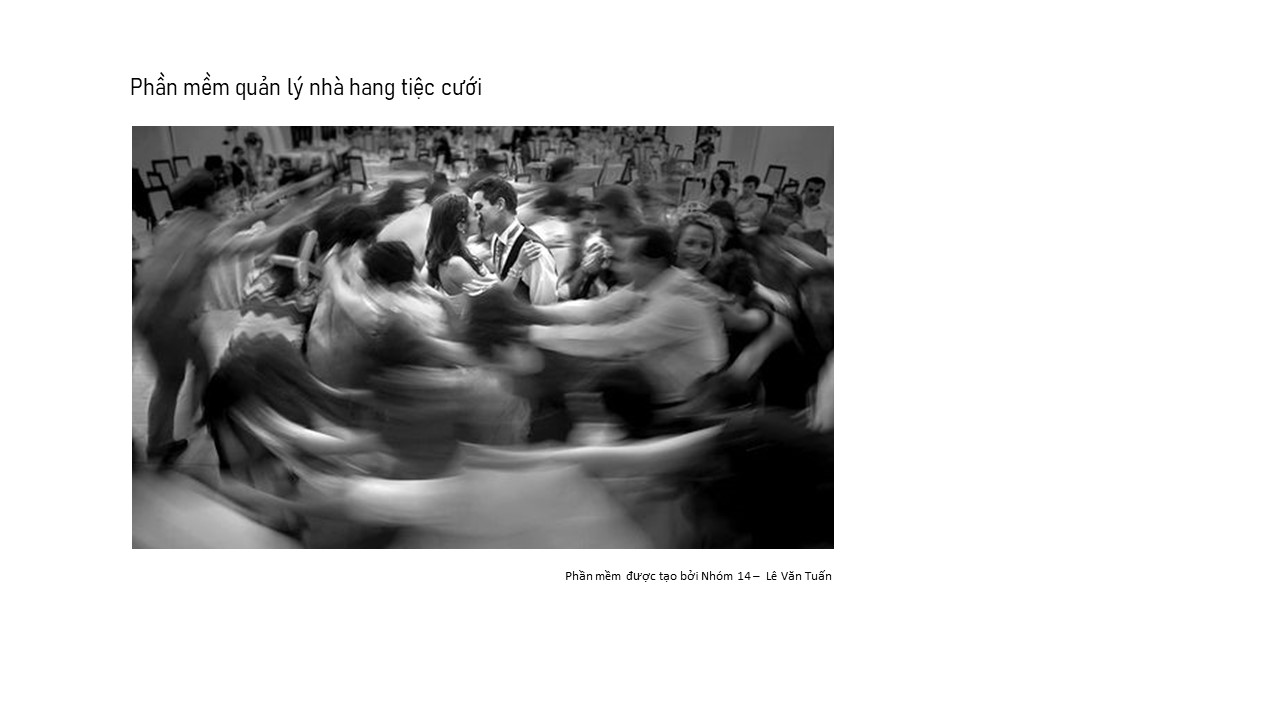 Phần mềm quản lý nhà hang tiệc cưới
Phần mềm được tạo bởi Nhóm 14 – Lê Văn Tuấn